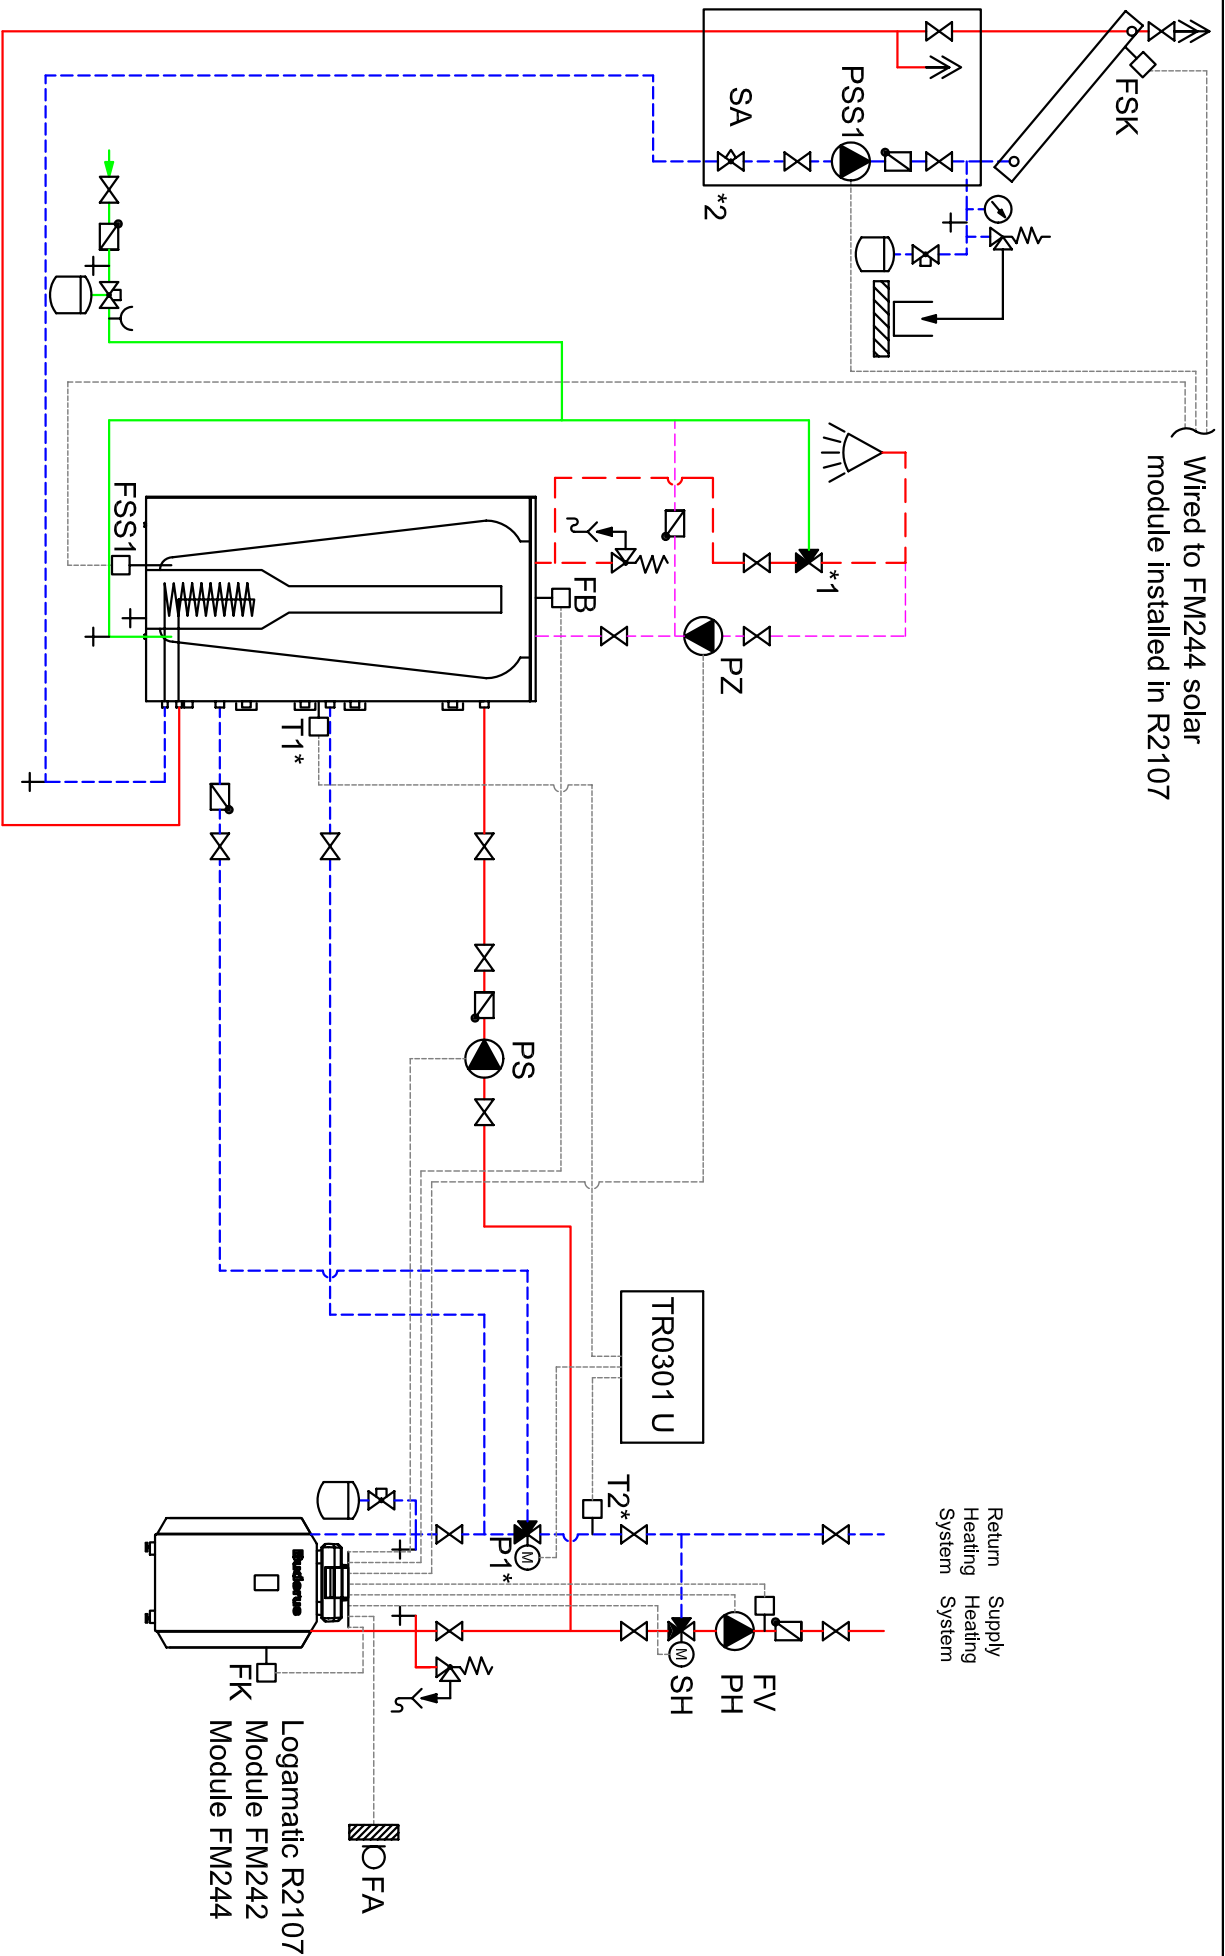 FSK
PSS1
SA
*2
Wired to FM244 solar
module installed in R2107
*1
FSS1
FB
PZ
T1*
PS
TR0301 U
Return
Heating
System
Supply
Heating
System
T2*
P1*
M
M
SH
FV
PH
Buderus
FK
FA
Logamatic R2107
Module FM242
Module FM244